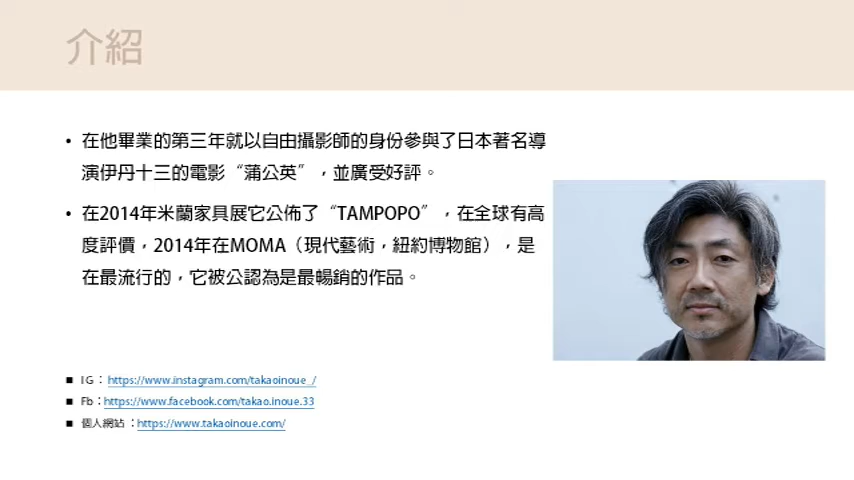 介紹
• 在他畢業的第三年就以自由攝影師的身份參與了日本著名導
演伊丹十三的電影“蒲公英”，並廣受好評。
• 在2014年米蘭家具展它公佈了“TAMPOPO”，在全球有高
度評價，2014年在MOMA（現代藝術，紐約博物館），是
在最流行的，它被公認為是最暢銷的作品。
■ IG：https://www.instagram.com/takaoinoue_/
■ Fb：https://www.facebook.com/takao.inoue.33
■ 個人網站：https://www.takaoinoue.com/